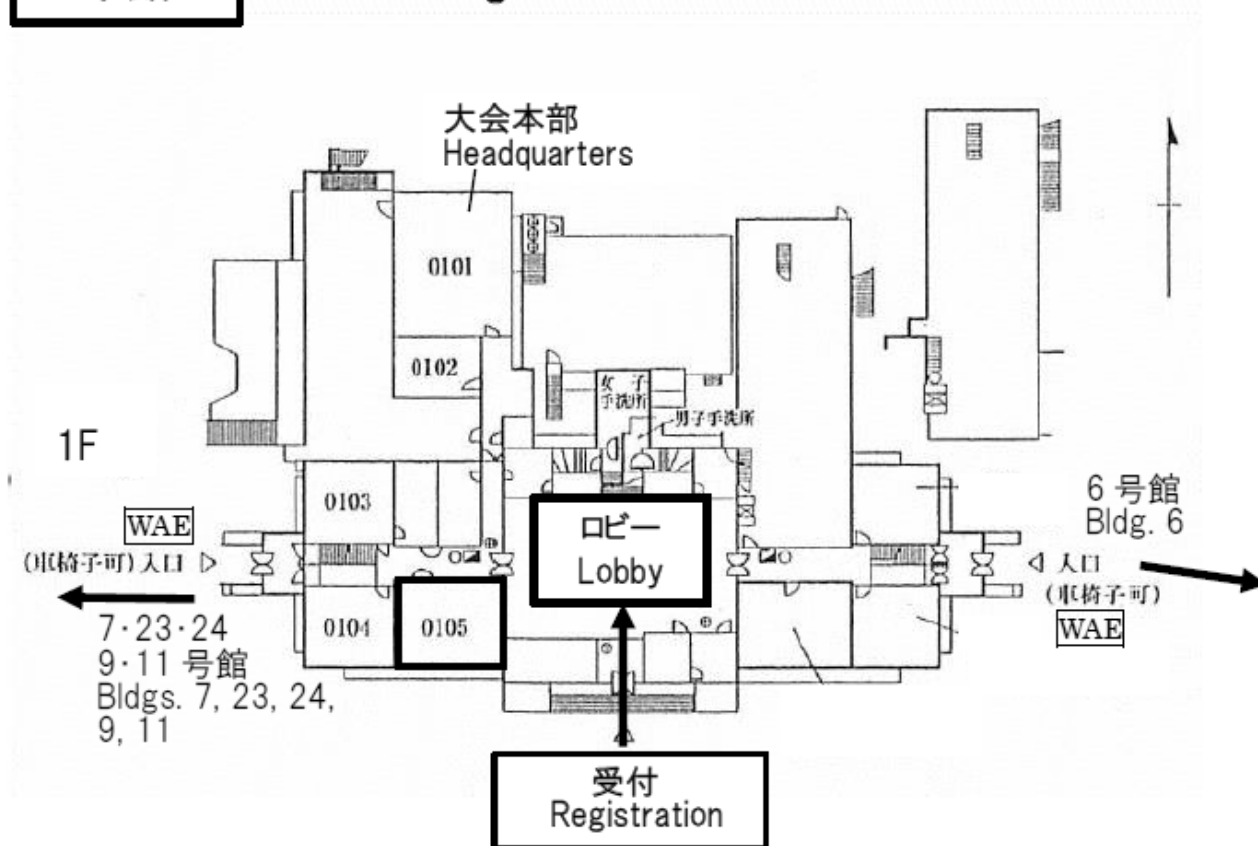 大会本部
Headquarters
0101
0102
女子
手洗所
男子手洗所
1F
0103
WAE
(車椅子可)入口
ロビー
Lobby
6号館
Bldg. 6
入口
(車椅子可)
WAE
0104
0105
7・23・24
9・11号館
Bldgs. 7, 23, 24,
9, 11
受付
Registration